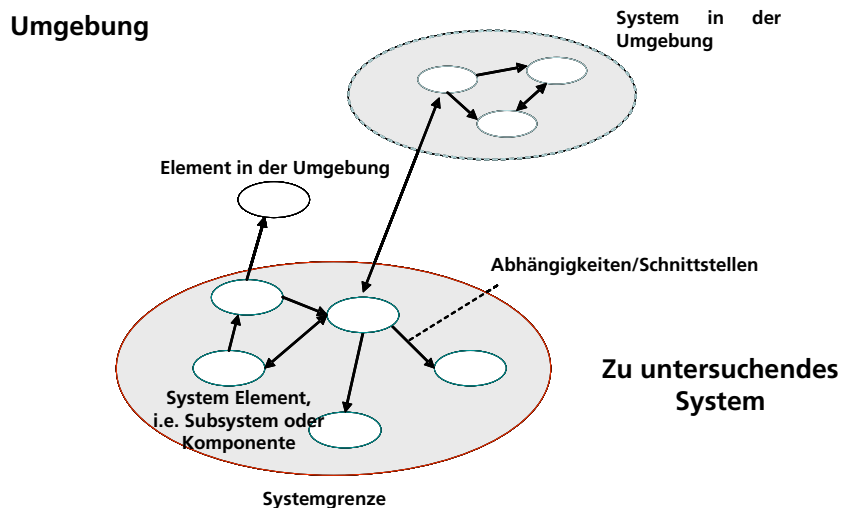 Umgebung
System in der
Umgebung
Element in der Umgebung
Abhängigkeiten/Schnittstellen
Zu untersuchendes
System
System Element,
i.e. Subsystem oder
Komponente
Systemgrenze